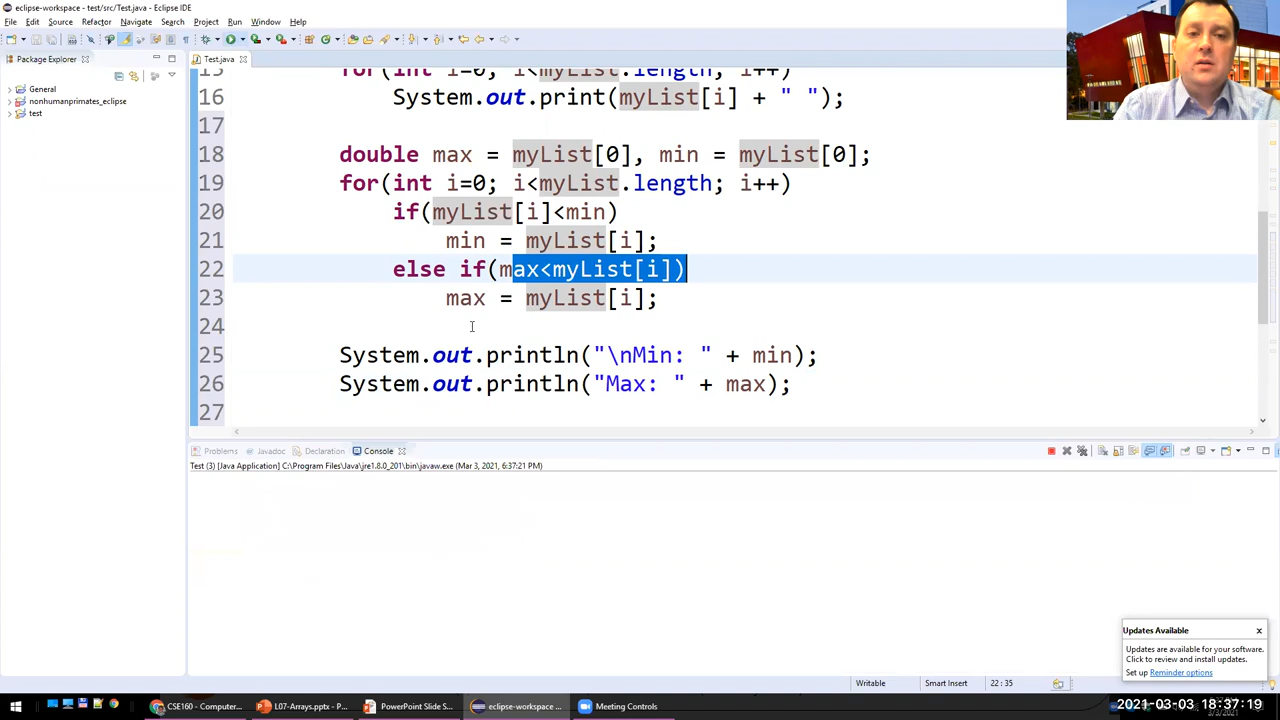 eclipse-workspace - test/src/Test.java - Eclipse IDE
File Edit Source Refactor Navigate Search Project Run Window Help
Package Explorer
Test.java
General
nonhumanprimates_eclipse
test
15 for(int i=0; i<myList.length; i++)
16 System.out.print(myList[i] + " ");
17
18 double max = myList[0], min = myList[0];
19 for(int i=0; i<myList.length; i++)
20 if(myList[i]<min)
21 min = myList[i];
22 else if(max<myList[i])
23 max = myList[i];
24
25 System.out.println("\nMin: " + min);
26 System.out.println("Max: " + max);
27
Problems Javadoc Declaration Console
Test (3) [Java Application] C:\Program Files\Java\jre1.8.0_201\bin\javaw.exe (Mar 3, 2021, 6:37:21 PM)
Updates Available
Updates are available for your software.
Click to review and install updates.
Set up Reminder options
Writable Smart Insert 22 : 35
CSE160 - Computer... L07-Arrays.pptx - P... PowerPoint Slide S... eclipse-workspace ... Meeting Controls
2021-03-03 18:37:19